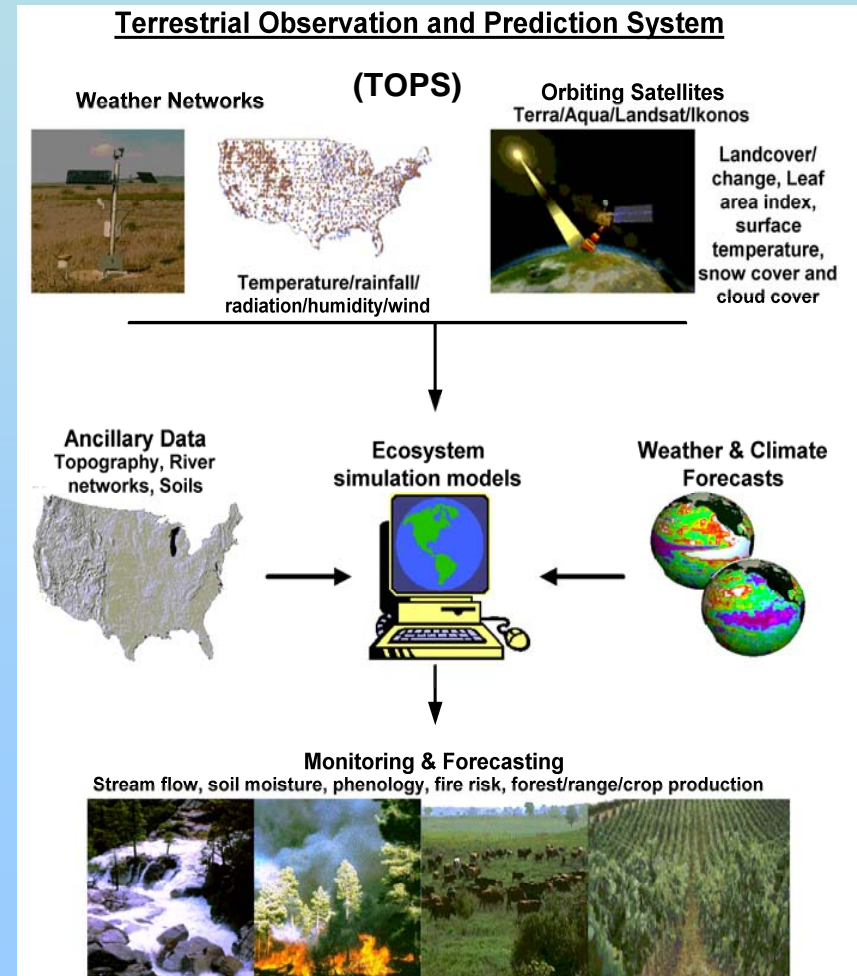 Terrestrial Observation and Prediction System
(TOPS)
Weather Networks
Temperature/rainfall/
radiation/humidity/wind
Orbiting Satellites
Terra/Aqua/Landsat/Ikonos
Landcover/
change, Leaf
area index,
surface
temperature,
snow cover and
cloud cover
Ancillary Data
Topography, River
networks, Soils
Ecosystem
simulation models
Weather & Climate
Forecasts
Monitoring & Forecasting
Stream flow, soil moisture, phenology, fire risk, forest/range/crop production